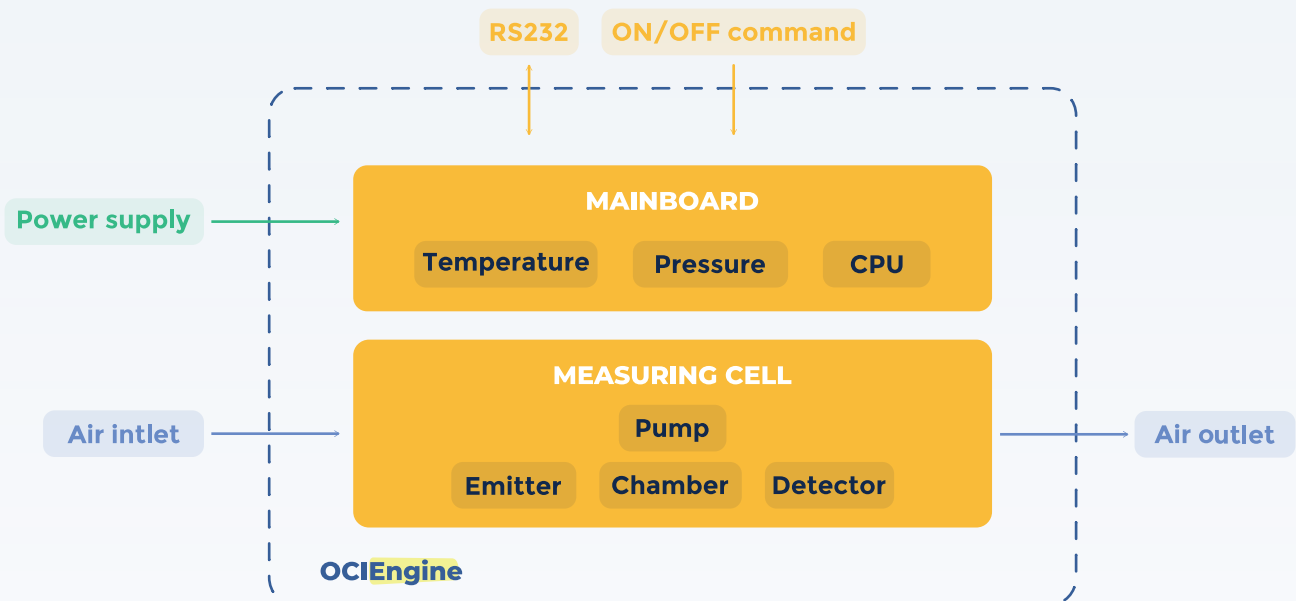 RS232
ON/OFF command
MAINBOARD
Power supply
Temperature
Pressure
CPU
MEASURING CELL
Pump
Air intlet
Air outlet
Emitter
Chamber
Detector
OCIEngine